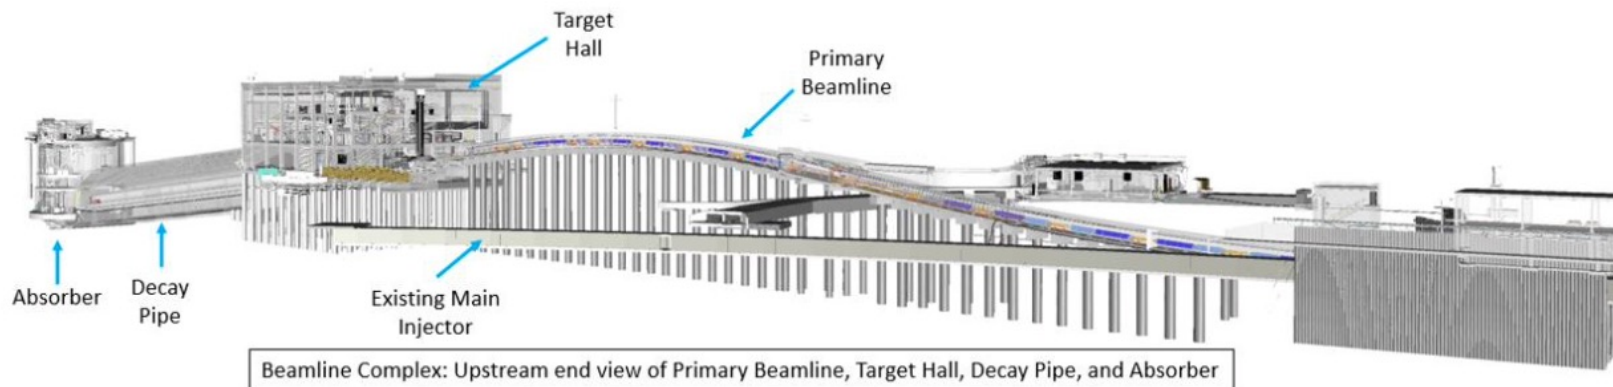 Target
Hall
Primary
Beamline
Absorber
Decay
Pipe
Existing Main
Injector
Beamline Complex: Upstream end view of Primary Beamline, Target Hall, Decay Pipe, and Absorber